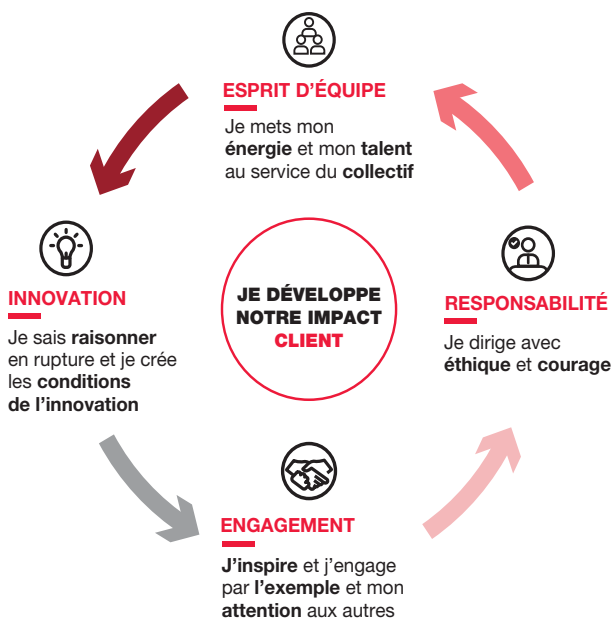 ESPRIT D'ÉQUIPE
Je mets mon
énergie et mon talent
au service du collectif
INNOVATION
Je sais raisonner
en rupture et je crée
les conditions
de l'innovation
JE DÉVELOPPE
NOTRE IMPACT
CLIENT
RESPONSABILITÉ
Je dirige avec
éthique et courage
ENGAGEMENT
J'inspire et j'engage
par l'exemple et mon
attention aux autres